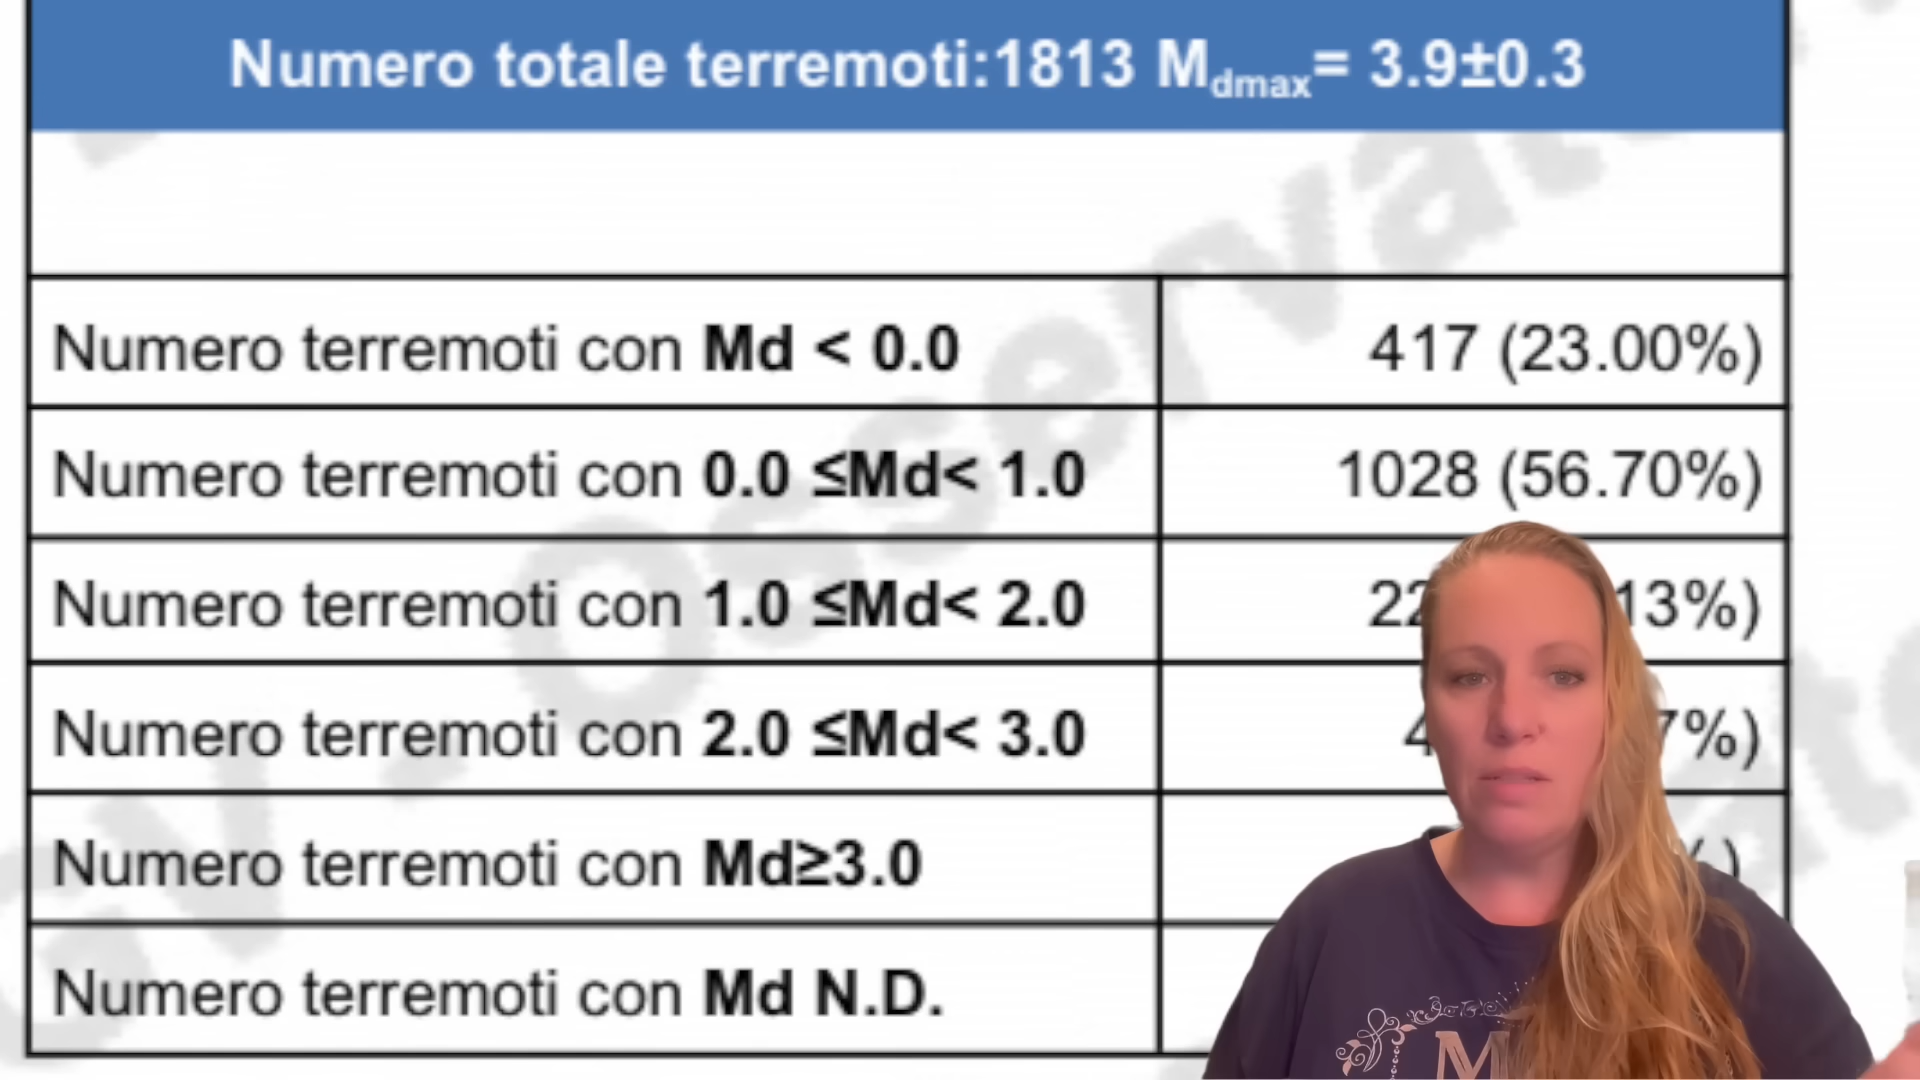 Numero totale terremoti:1813 Mdmax= 3.9±0.3
Numero terremoti con Md < 0.0 417 (23.00%)
Numero terremoti con 0.0 ≤Md< 1.0 1028 (56.70%)
Numero terremoti con 1.0 ≤Md< 2.0
Numero terremoti con 2.0 ≤Md< 3.0
Numero terremoti con Md≥3.0
Numero terremoti con Md N.D.